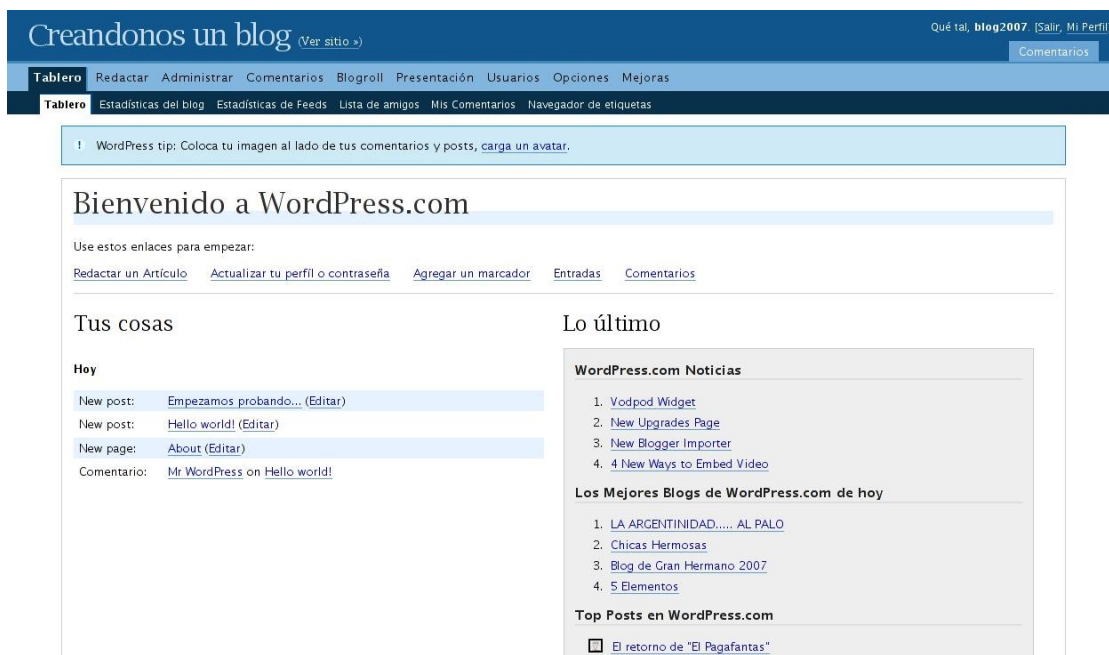 Creandonos un blog (Ver sitio »)
Qué tal, blog2007. [Salir, Mi Perfil
Comentarios
Tablero Redactar Administrar Comentarios Blogroll Presentación Usuarios Opciones Mejoras
Tablero Estadísticas del blog Estadísticas de Feeds Lista de amigos Mis Comentarios Navegador de etiquetas
! WordPress tip: Coloca tu imagen al lado de tus comentarios y posts, carga un avatar.
Bienvenido a WordPress.com
Use estos enlaces para empezar:
Redactar un Artículo Actualizar tu perfíl o contraseña Agregar un marcador Entradas Comentarios
Tus cosas
Hoy
New post: Empezamos probando... (Editar)
New post: Hello world! (Editar)
New page: About (Editar)
Comentario: Mr WordPress on Hello world!
Lo último
WordPress.com Noticias
1. Vodpod Widget
2. New Upgrades Page
3. New Blogger Importer
4. 4 New Ways to Embed Video
Los Mejores Blogs de WordPress.com de hoy
1. LA ARGENTINIDAD..... AL PALO
2. Chicas Hermosas
3. Blog de Gran Hermano 2007
4. 5 Elementos
Top Posts en WordPress.com
El retorno de "El Pagafantas"